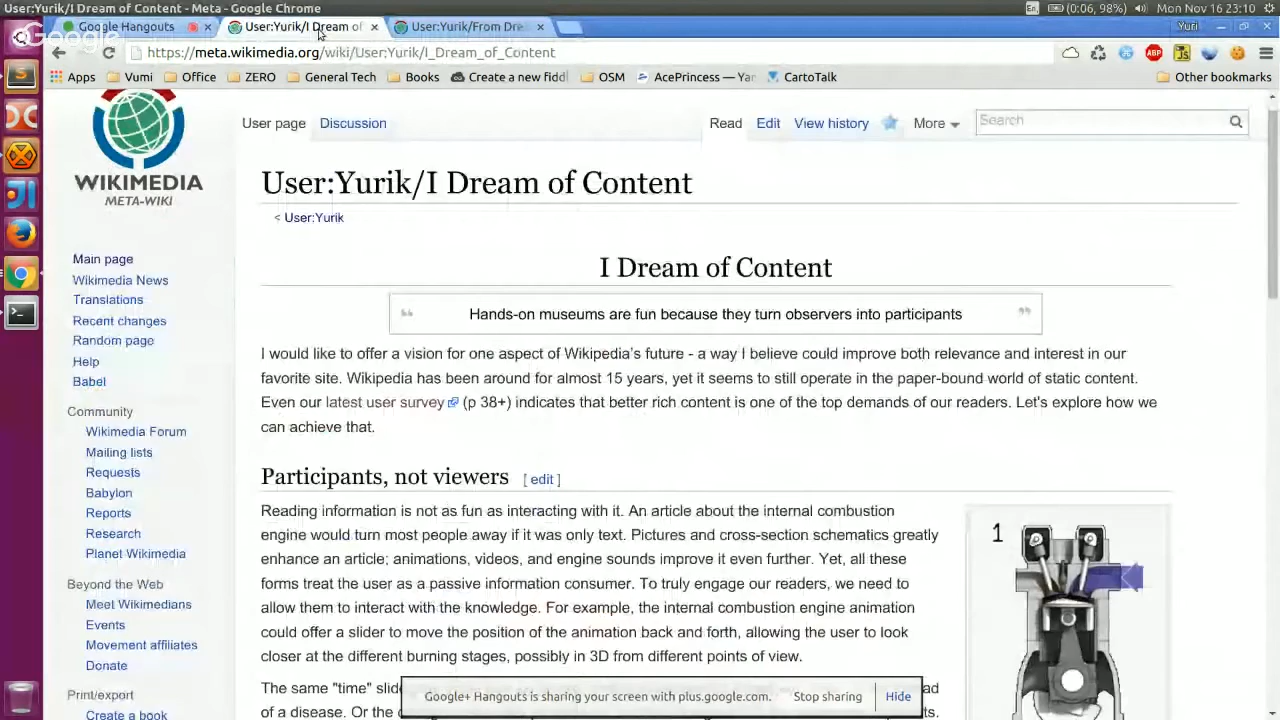 User:Yurik/I Dream of Content - Meta - Google Chrome
En (0:06, 98%) Mon Nov 16 23:10
Google Hangouts
User:Yurik/I Dream of
User:Yurik/From Dre
Yuri
Google
https://meta.wikimedia.org/wiki/User:Yurik/I_Dream_of_Content
ABP
Apps Vumi Office ZERO General Tech Books Create a new fiddl OSM AcePrincess — Yar CartoTalk Other bookmarks
User page Discussion Read Edit View history More Search
WIKIMEDIA
META-WIKI
User:Yurik/I Dream of Content
< User:Yurik
Main page
Wikimedia News
Translations
Recent changes
Random page
Help
Babel
Community
Wikimedia Forum
Mailing lists
Requests
Babylon
Reports
Research
Planet Wikimedia
Beyond the Web
Meet Wikimedians
Events
Movement affiliates
Donate
Print/export
Create a book
I Dream of Content
“ Hands-on museums are fun because they turn observers into participants ”
I would like to offer a vision for one aspect of Wikipedia's future - a way I believe could improve both relevance and interest in our
favorite site. Wikipedia has been around for almost 15 years, yet it seems to still operate in the paper-bound world of static content.
Even our latest user survey (p 38+) indicates that better rich content is one of the top demands of our readers. Let's explore how we
can achieve that.
Participants, not viewers [ edit ]
Reading information is not as fun as interacting with it. An article about the internal combustion
engine would turn most people away if it was only text. Pictures and cross-section schematics greatly
enhance an article; animations, videos, and engine sounds improve it even further. Yet, all these
forms treat the user as a passive information consumer. To truly engage our readers, we need to
allow them to interact with the knowledge. For example, the internal combustion engine animation
could offer a slider to move the position of the animation back and forth, allowing the user to look
closer at the different burning stages, possibly in 3D from different points of view.
The same "time" slid ad
of a disease. Or the ts.
1
Google+ Hangouts is sharing your screen with plus.google.com. Stop sharing Hide